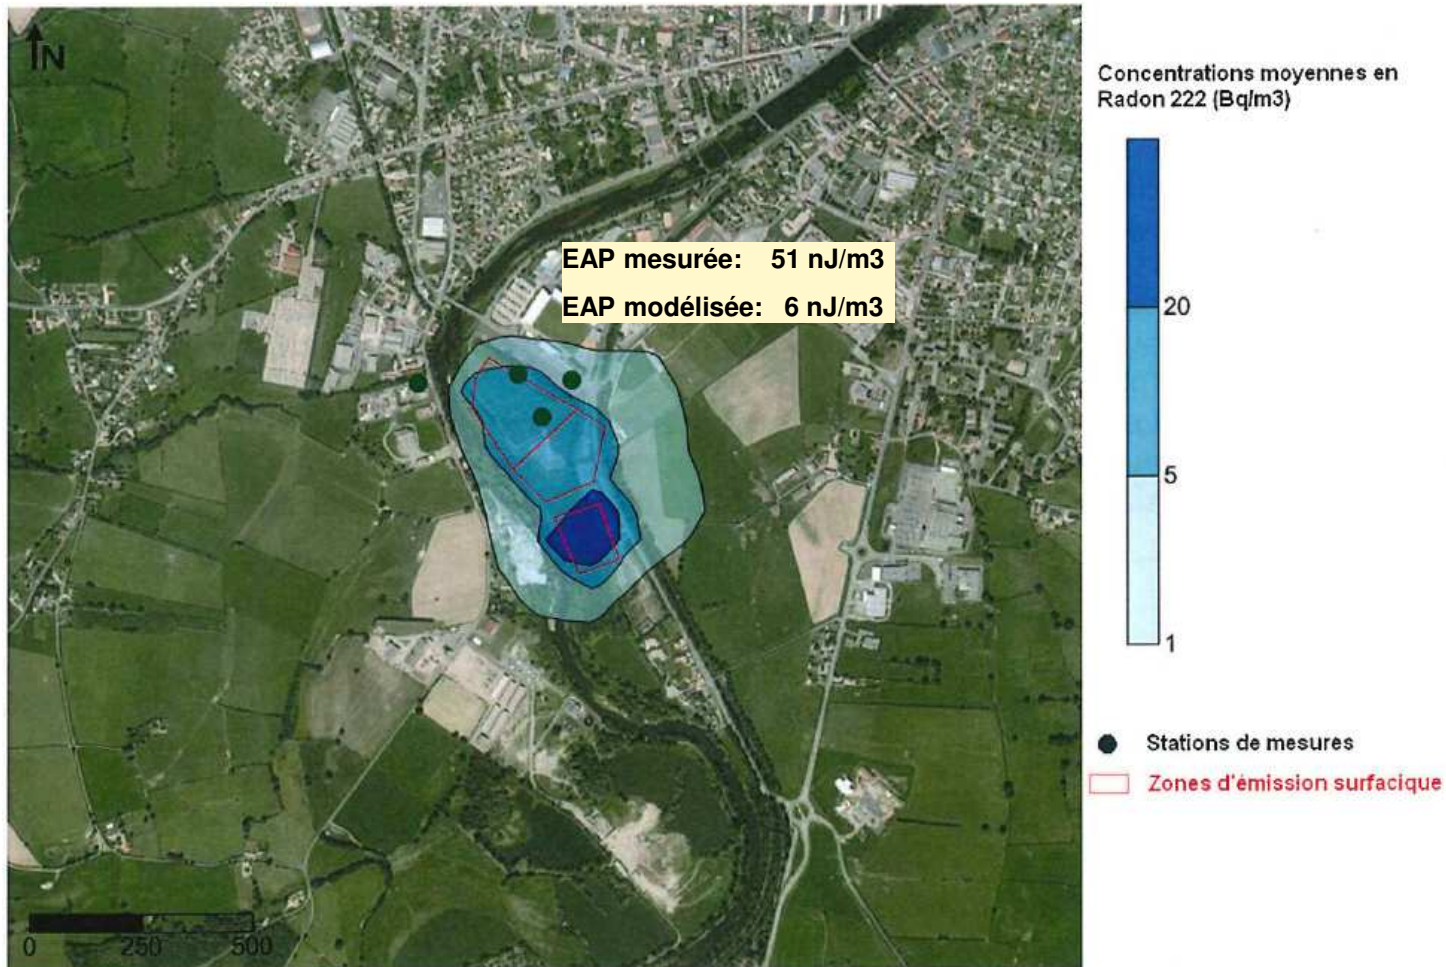 N
Concentrations moyennes en
Radon 222 (Bq/m3)
EAP mesurée: 51 nJ/m3
EAP modélisée: 6 nJ/m3
20
5
1
Stations de mesures
Zones d'émission surfacique
0 250 500